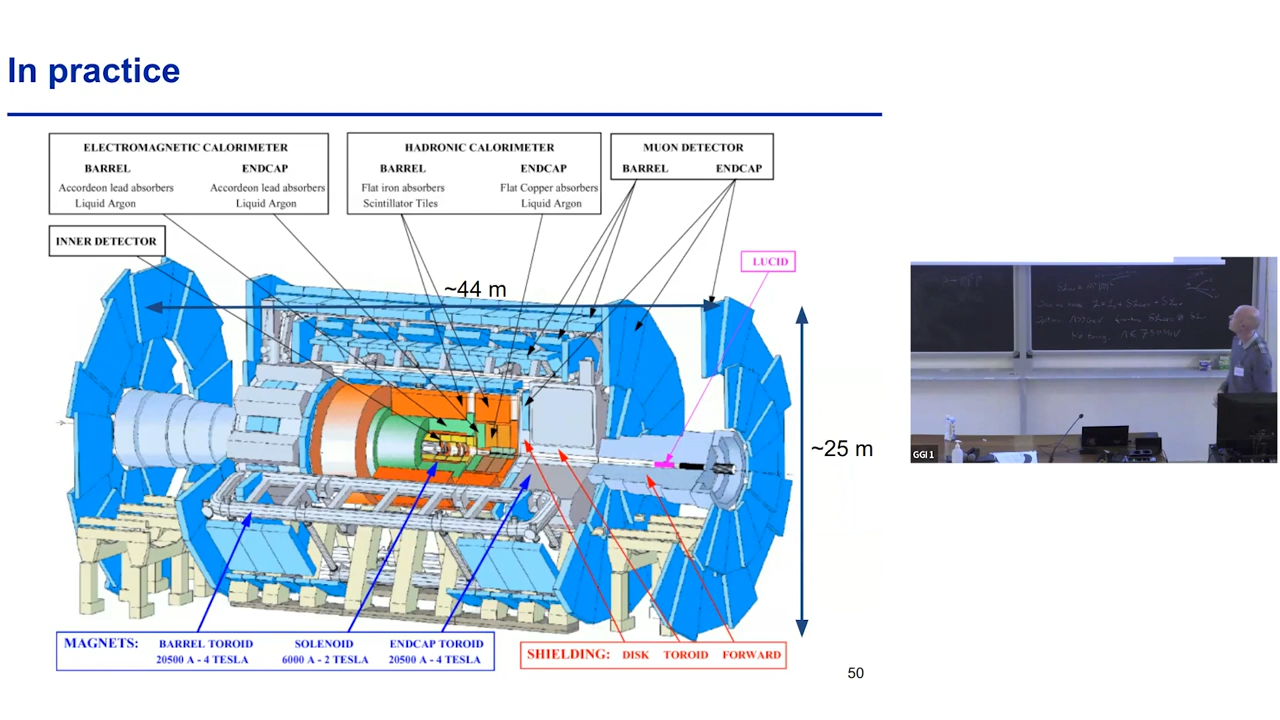 In practice
ELECTROMAGNETIC CALORIMETER
BARREL ENDCAP
Accordeon lead absorbers Accordeon lead absorbers
Liquid Argon Liquid Argon
HADRONIC CALORIMETER
BARREL ENDCAP
Flat iron absorbers Flat Copper absorbers
Scintillator Tiles Liquid Argon
MUON DETECTOR
BARREL ENDCAP
INNER DETECTOR
LUCID
~44 m
~25 m
MAGNETS: BARREL TOROID SOLENOID ENDCAP TOROID
20500 A - 4 TESLA 6000 A - 2 TESLA 20500 A - 4 TESLA
SHIELDING: DISK TOROID FORWARD
50
GGI 1